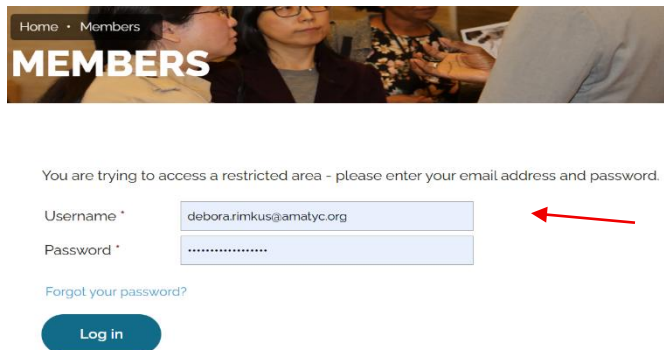 Home • Members
MEMBERS
You are trying to access a restricted area - please enter your email address and password.
Username *
debora.rimkus@amatyc.org
Password *
••••••••••••••••••
Forgot your password?
Log in